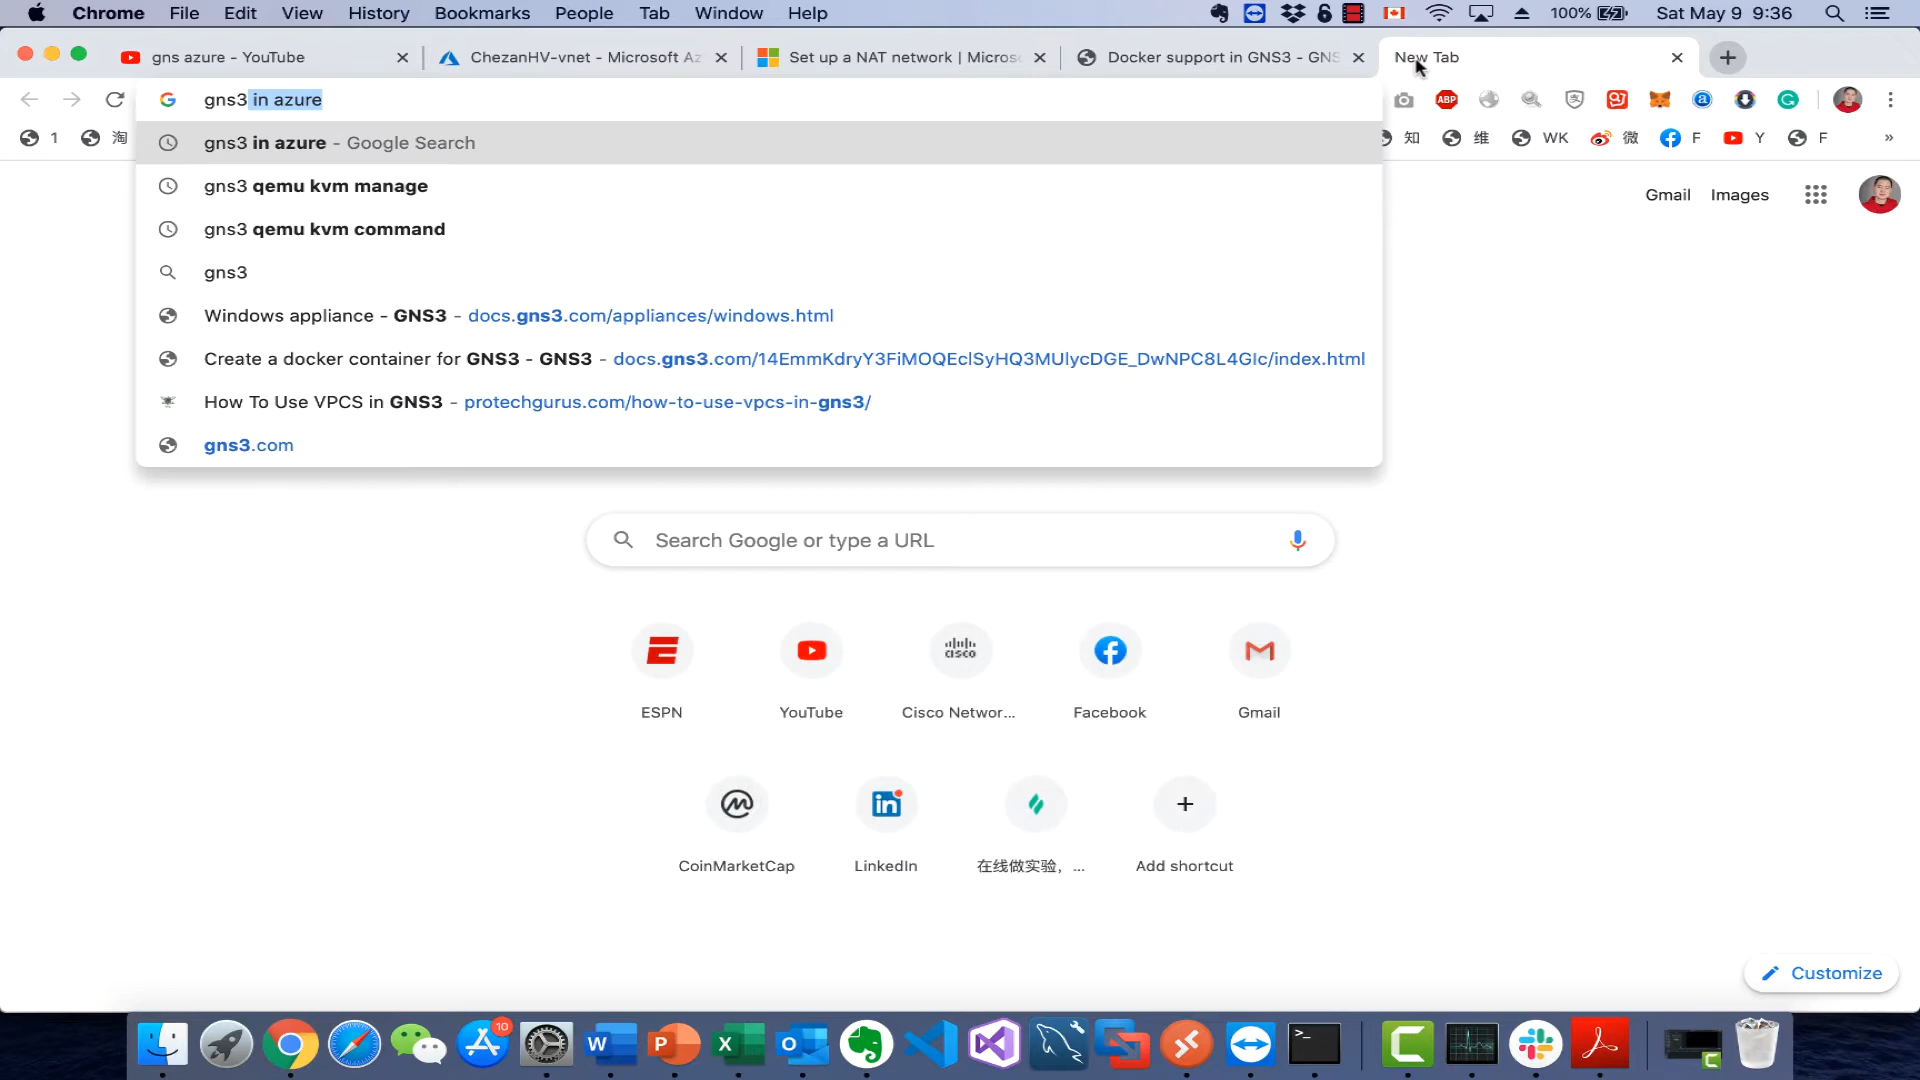 Chrome File Edit View History Bookmarks People Tab Window Help 100% Sat May 9 9:36
gns azure - YouTube ChezanHV-vnet - Microsoft Az Set up a NAT network | Micros Docker support in GNS3 - GNS New Tab
gns3 in azure ABP
1 淘 知 维 WK 微 F Y F »
gns3 in azure - Google Search
gns3 qemu kvm manage
gns3 qemu kvm command
gns3
Windows appliance - GNS3 - docs.gns3.com/appliances/windows.html
Create a docker container for GNS3 - GNS3 - docs.gns3.com/14EmmKdryY3FiMOQEclSyHQ3MUlycDGE_DwNPC8L4GIc/index.html
How To Use VPCS in GNS3 - protechgurus.com/how-to-use-vpcs-in-gns3/
gns3.com
Gmail Images
Search Google or type a URL
cisco
ESPN YouTube Cisco Networ... Facebook Gmail
CoinMarketCap LinkedIn 在线做实验，... Add shortcut
Customize
10